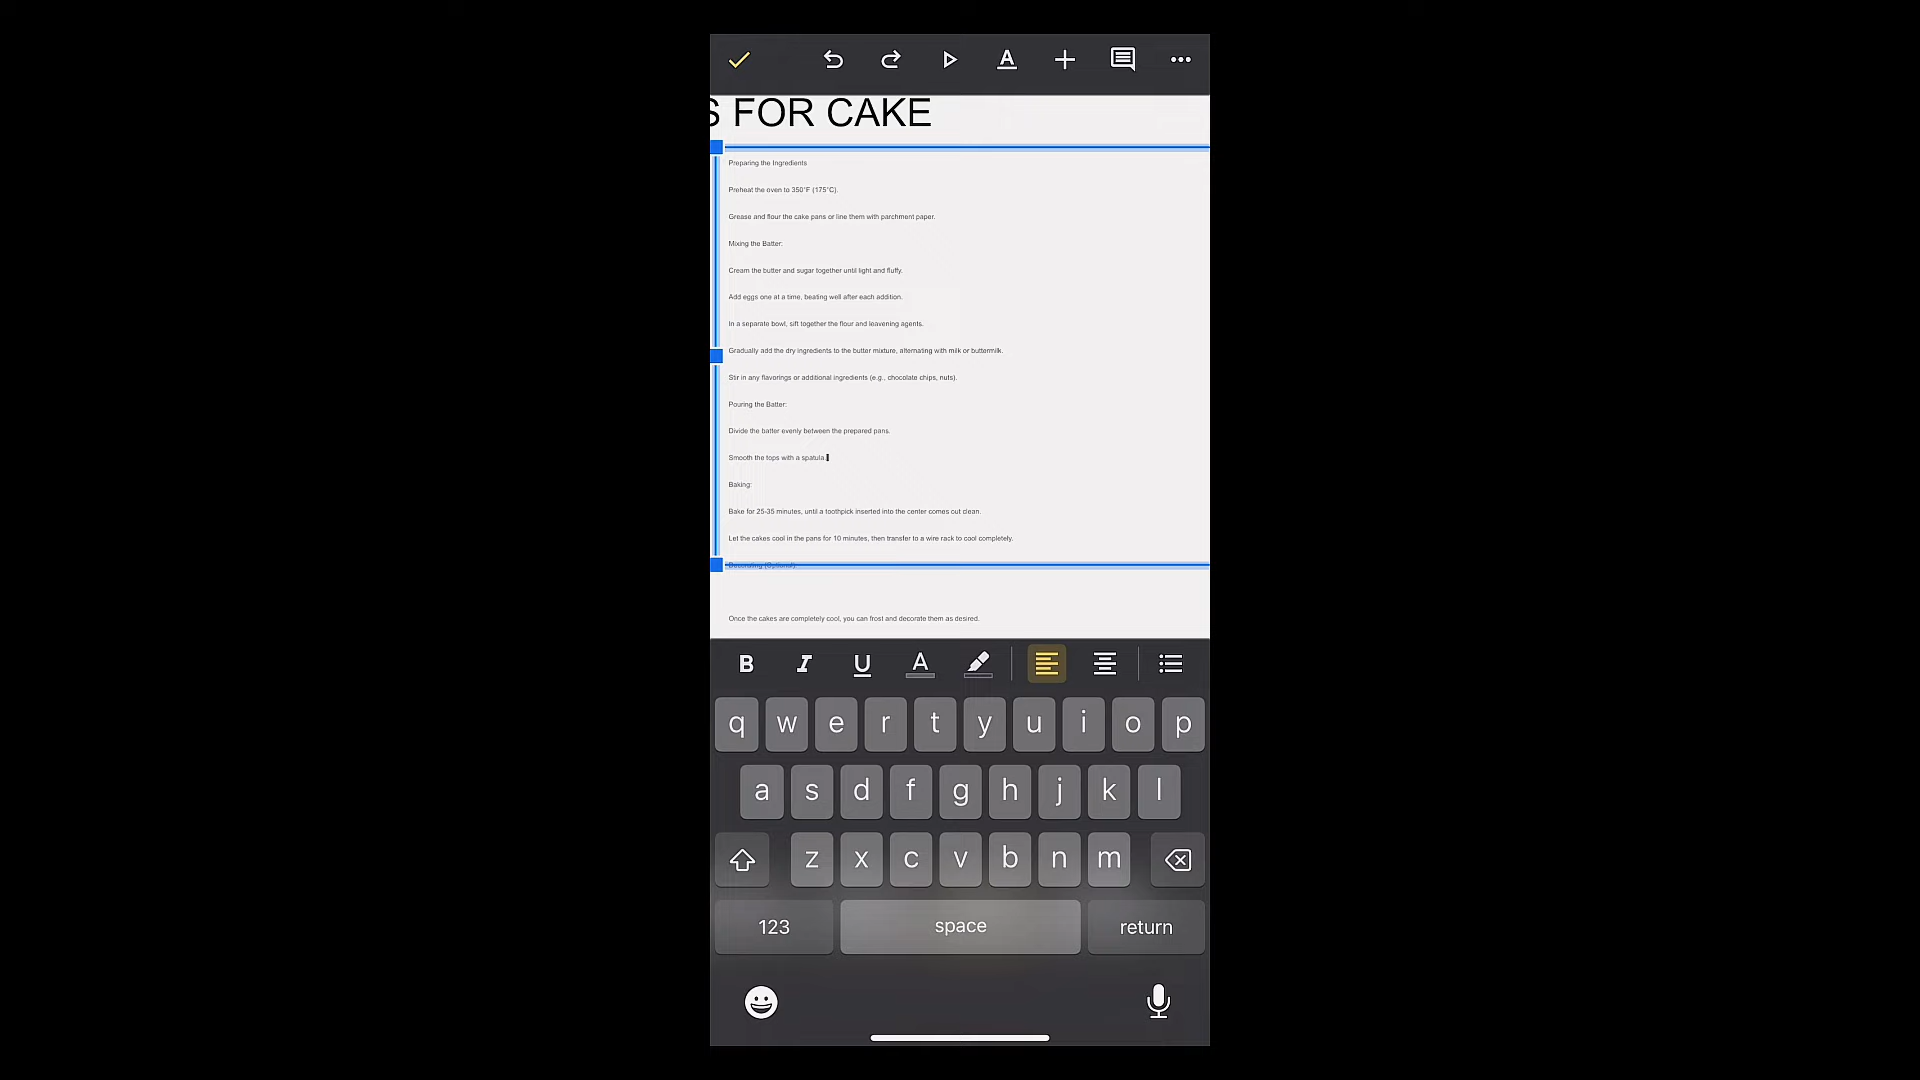 S FOR CAKE
Preparing the Ingredients
Preheat the oven to 350°F (175°C).
Grease and flour the cake pans or line them with parchment paper.
Mixing the Batter:
Cream the butter and sugar together until light and fluffy.
Add eggs one at a time, beating well after each addition.
In a separate bowl, sift together the flour and leavening agents.
Gradually add the dry ingredients to the butter mixture, alternating with milk or buttermilk.
Stir in any flavorings or additional ingredients (e.g., chocolate chips, nuts).
Pouring the Batter:
Divide the batter evenly between the prepared pans.
Smooth the tops with a spatula.
Baking:
Bake for 25-35 minutes, until a toothpick inserted into the center comes out clean.
Let the cakes cool in the pans for 10 minutes, then transfer to a wire rack to cool completely.
Decorating (Optional)
Once the cakes are completely cool, you can frost and decorate them as desired.
B I U A
q w e r t y u i o p
a s d f g h j k l
z x c v b n m
123 space return